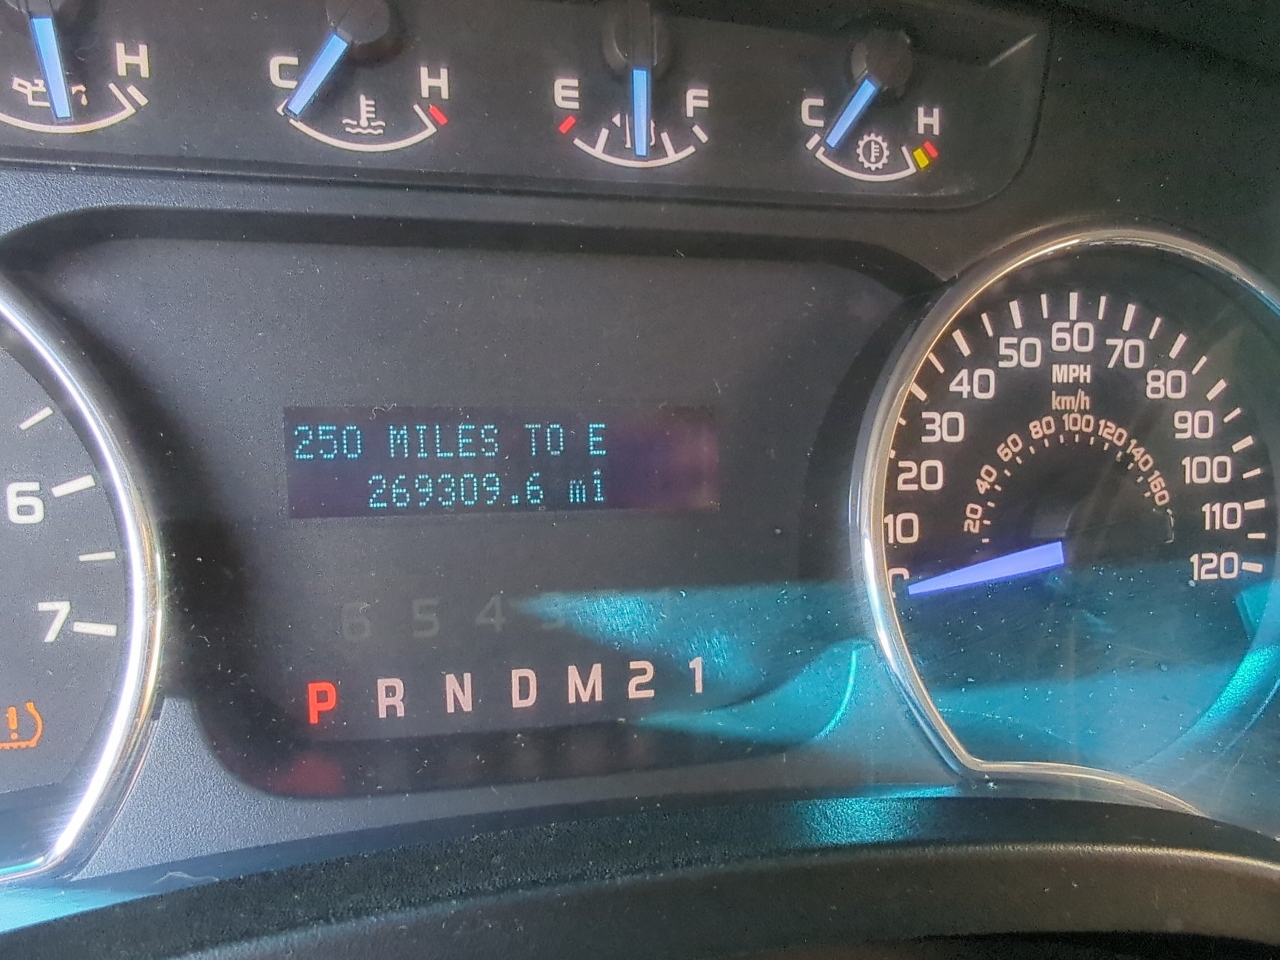 H
C H
E F
C H
250 MILES TO E
269309.6 mi
6 5 4 3
P R N D M 2 1
6
7
10 20 30 40 50 60 70 80 90 100 110 120
MPH
km/h
20 40 60 80 100 120 140 160